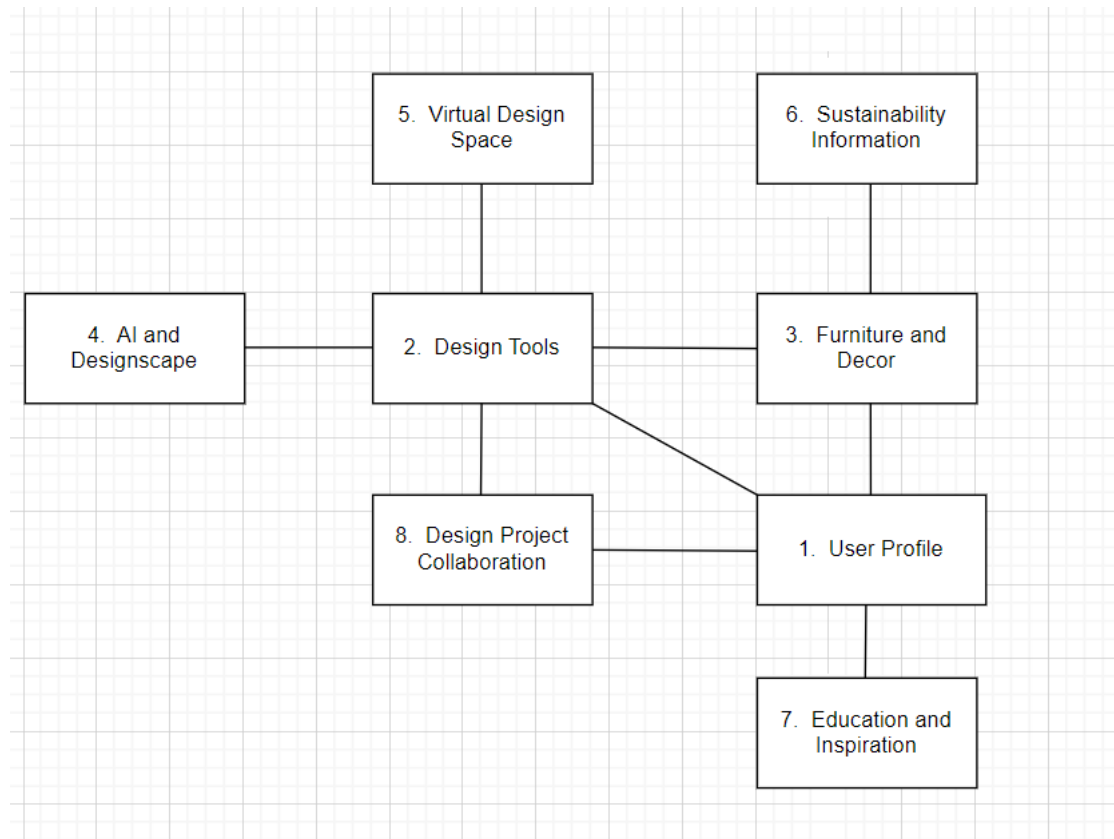 5. Virtual Design
Space
6. Sustainability
Information
4. AI and
Designscape
2. Design Tools
3. Furniture and
Decor
8. Design Project
Collaboration
1. User Profile
7. Education and
Inspiration